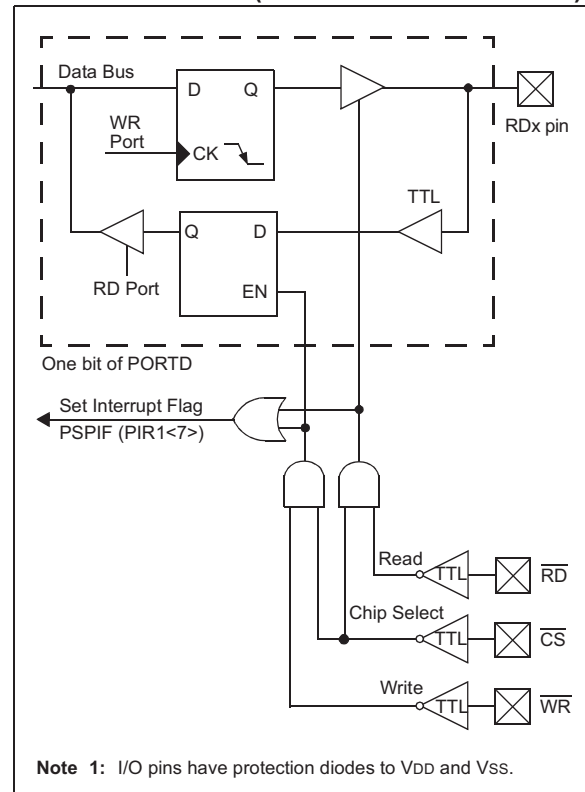 Data Bus
D Q
WR
Port
CK
RDx pin
TTL
Q D
RD Port
EN
One bit of PORTD
Set Interrupt Flag
PSPIF (PIR1<7>)
Read
TTL
RD
Chip Select
TTL
CS
Write
TTL
WR
Note 1: I/O pins have protection diodes to VDD and VSS.